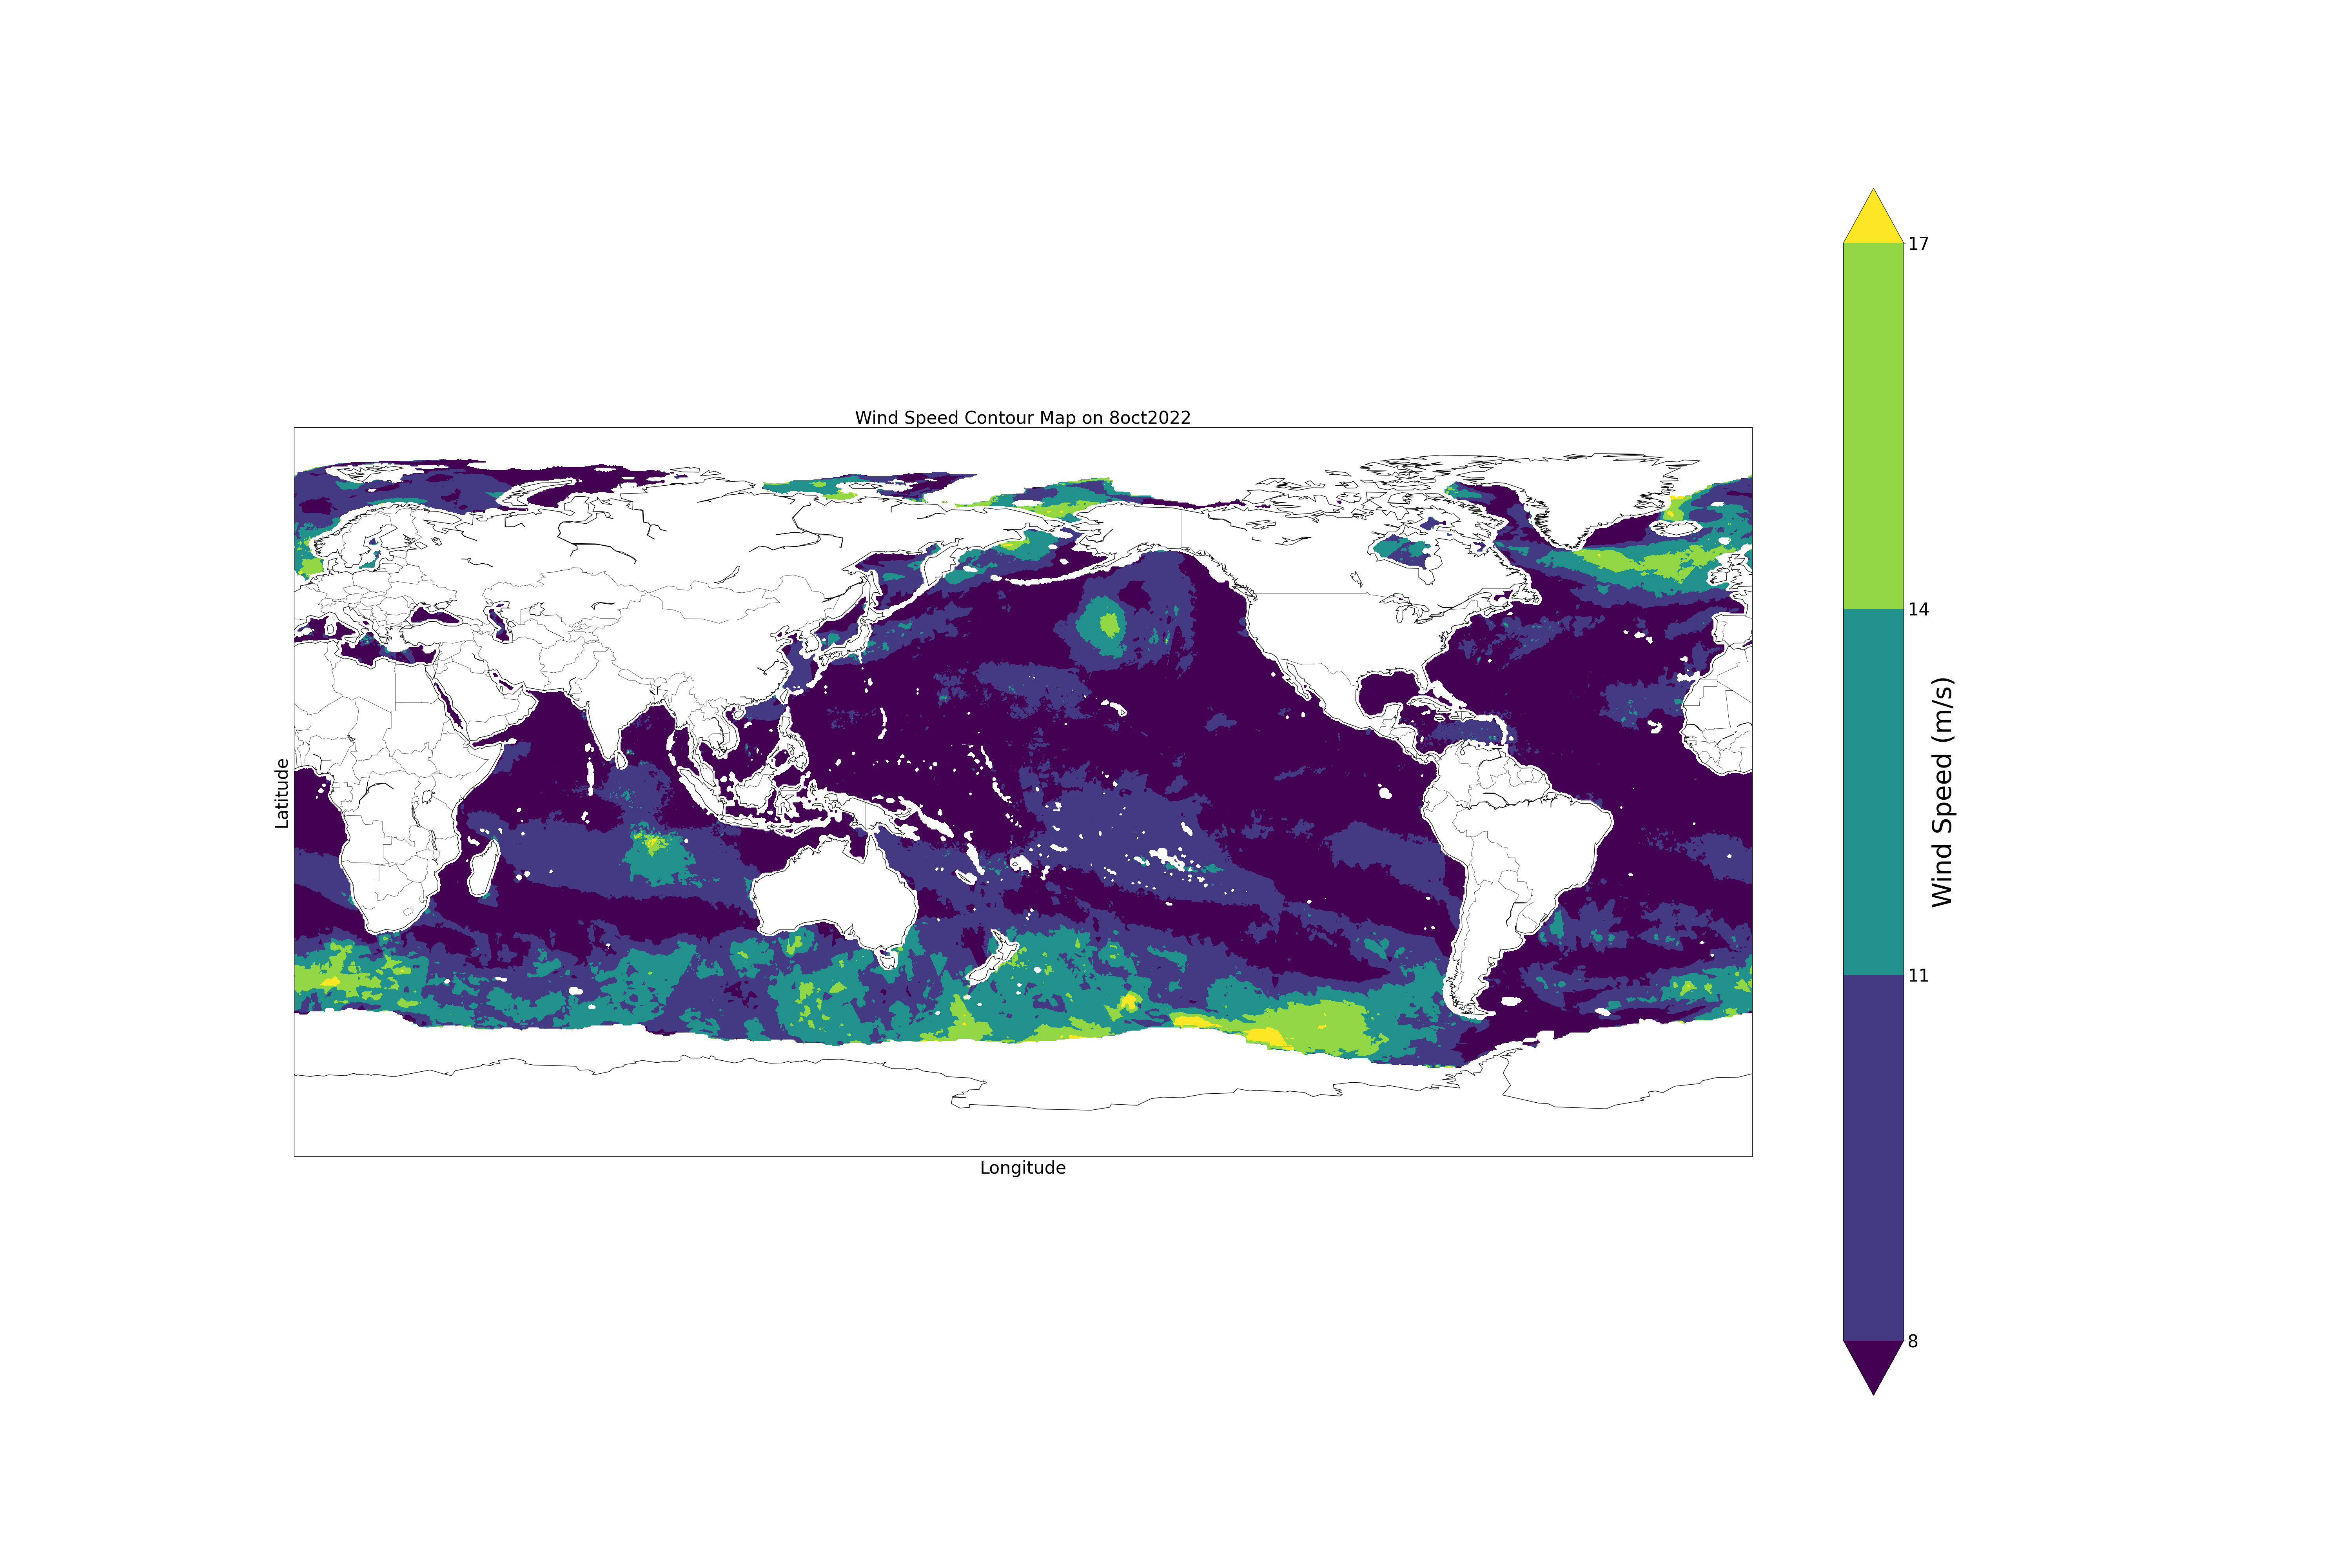 Wind Speed Contour Map on 8oct2022
Latitude
Longitude
17
14
11
8
Wind Speed (m/s)